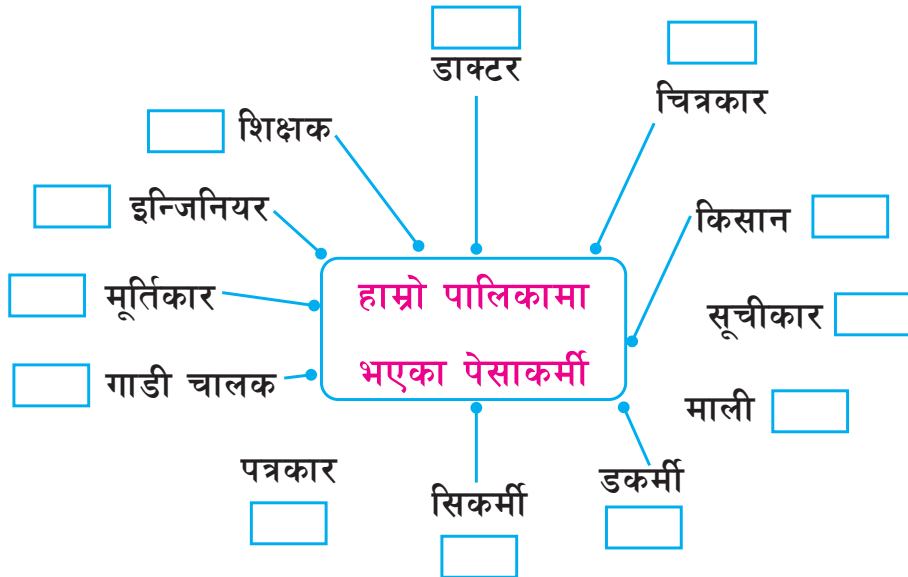 डाक्टर
चित्रकार
शिक्षक
इन्जिनियर
किसान
मूर्तिकार
हाम्रो पालिकामा
सूचीकार
भएका पेसाकर्मी
गाडी चालक
माली
पत्रकार
सिकर्मी
डकर्मी